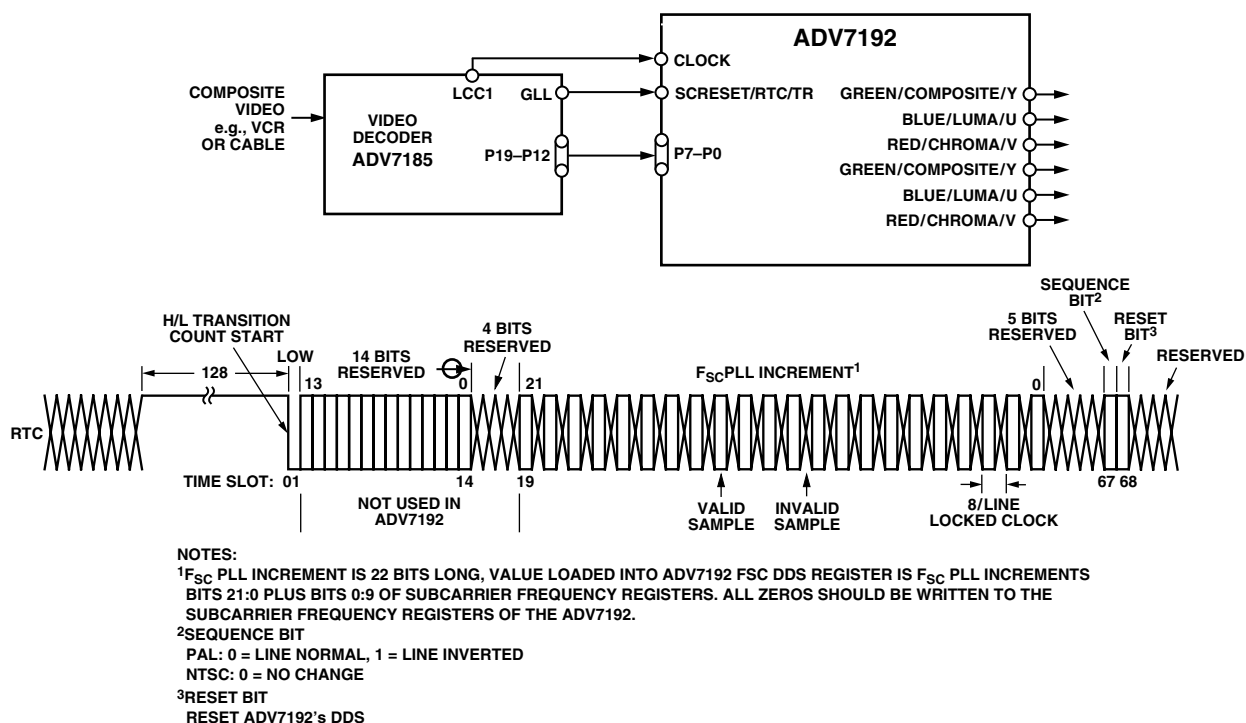 ADV7192
CLOCK
LCC1
GLL
SCRESET/RTC/TR
GREEN/COMPOSITE/Y
COMPOSITE
VIDEO
e.g., VCR
OR CABLE
VIDEO
DECODER
ADV7185
BLUE/LUMA/U
P19–P12
P7–P0
RED/CHROMA/V
GREEN/COMPOSITE/Y
BLUE/LUMA/U
RED/CHROMA/V
H/L TRANSITION
COUNT START
128
LOW
13
14 BITS
RESERVED
0
4 BITS
RESERVED
21
FSC PLL INCREMENT1
0
5 BITS
RESERVED
SEQUENCE
BIT2
RESET
BIT3
RESERVED
RTC
TIME SLOT: 01
14
19
67 68
NOT USED IN
ADV7192
VALID
SAMPLE
INVALID
SAMPLE
8/LINE
LOCKED CLOCK
NOTES:
1FSC PLL INCREMENT IS 22 BITS LONG, VALUE LOADED INTO ADV7192 FSC DDS REGISTER IS FSC PLL INCREMENTS
BITS 21:0 PLUS BITS 0:9 OF SUBCARRIER FREQUENCY REGISTERS. ALL ZEROS SHOULD BE WRITTEN TO THE
SUBCARRIER FREQUENCY REGISTERS OF THE ADV7192.
2SEQUENCE BIT
PAL: 0 = LINE NORMAL, 1 = LINE INVERTED
NTSC: 0 = NO CHANGE
3RESET BIT
RESET ADV7192's DDS